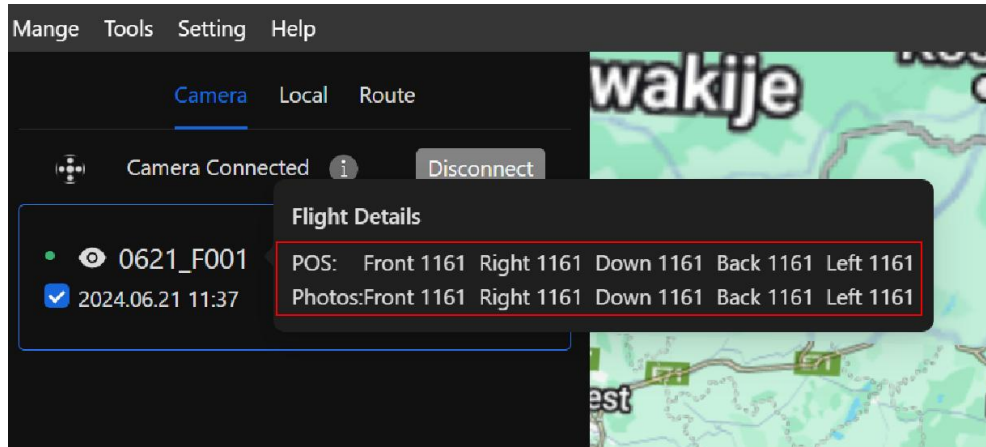 Mange Tools Setting Help
Camera Local Route
Camera Connected i Disconnect
Flight Details
0621_F001
2024.06.21 11:37
POS: Front 1161 Right 1161 Down 1161 Back 1161 Left 1161
Photos:Front 1161 Right 1161 Down 1161 Back 1161 Left 1161
wakije
est